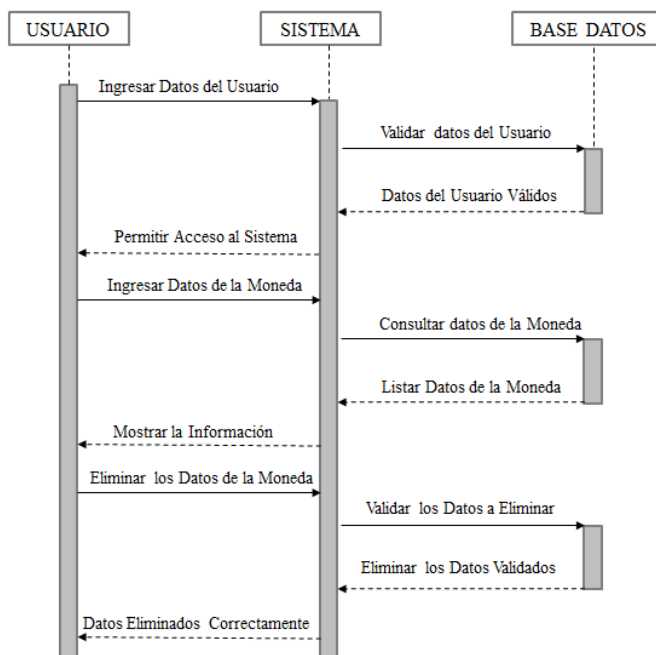 USUARIO
SISTEMA
BASE DATOS
Ingresar Datos del Usuario
Validar datos del Usuario
Datos del Usuario Válidos
Permitir Acceso al Sistema
Ingresar Datos de la Moneda
Consultar datos de la Moneda
Listar Datos de la Moneda
Mostrar la Información
Eliminar los Datos de la Moneda
Validar los Datos a Eliminar
Eliminar los Datos Validados
Datos Eliminados Correctamente